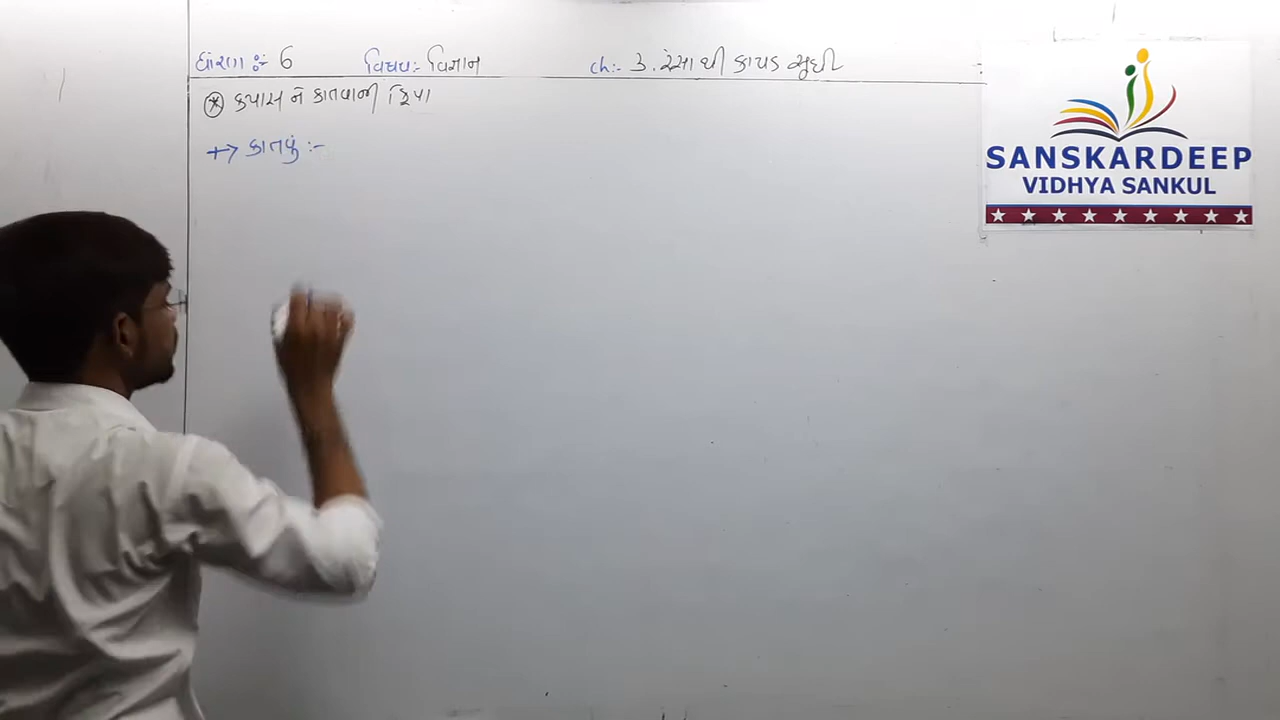 ધોરણ :- 6 વિષય:- વિજ્ઞાન ch:- 3. રેસાથી કાપડ સુધી
* કપાસ ને કાતવાની ક્રિયા
→ કાતવું :-
SANSKARDEEP
VIDHYA SANKUL